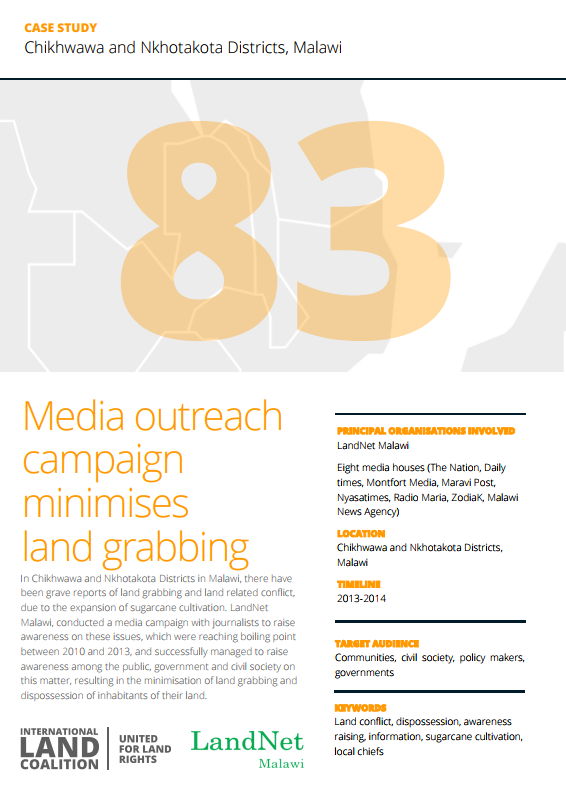 CASE STUDY
Chikhwawa and Nkhotakota Districts, Malawi
83
Media outreach
campaign
minimises
land grabbing
In Chikhwawa and Nkhotakota Districts in Malawi, there have
been grave reports of land grabbing and land related conflict,
due to the expansion of sugarcane cultivation. LandNet
Malawi, conducted a media campaign with journalists to raise
awareness on these issues, which were reaching boiling point
between 2010 and 2013, and successfully managed to raise
awareness among the public, government and civil society on
this matter, resulting in the minimisation of land grabbing and
dispossession of inhabitants of their land.
INTERNATIONAL
LAND
COALITION
UNITED
FOR LAND
RIGHTS
LandNet
Malawi
PRINCIPAL ORGANISATIONS INVOLVED
LandNet Malawi
Eight media houses (The Nation, Daily
times, Montfort Media, Maravi Post,
Nyasatimes, Radio Maria, ZodiaK, Malawi
News Agency)
LOCATION
Chikhwawa and Nkhotakota Districts,
Malawi
TIMELINE
2013-2014
TARGET AUDIENCE
Communities, civil society, policy makers,
governments
KEYWORDS
Land conflict, dispossession, awareness
raising, information, sugarcane cultivation,
local chiefs